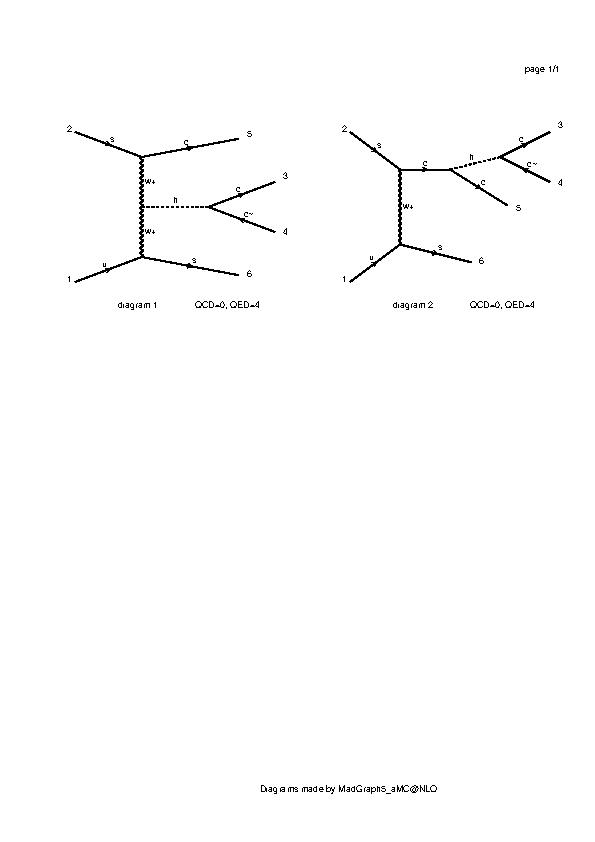 page 1/1
2
s
c
5
w+
h
c
3
c~
4
w+
u
1
s
6
diagram 1 QCD=0, QED=4
2
s
c
h
c
3
c~
4
c
5
w+
u
1
s
6
diagram 2 QCD=0, QED=4
Diagrams made by MadGraph5_aMC@NLO